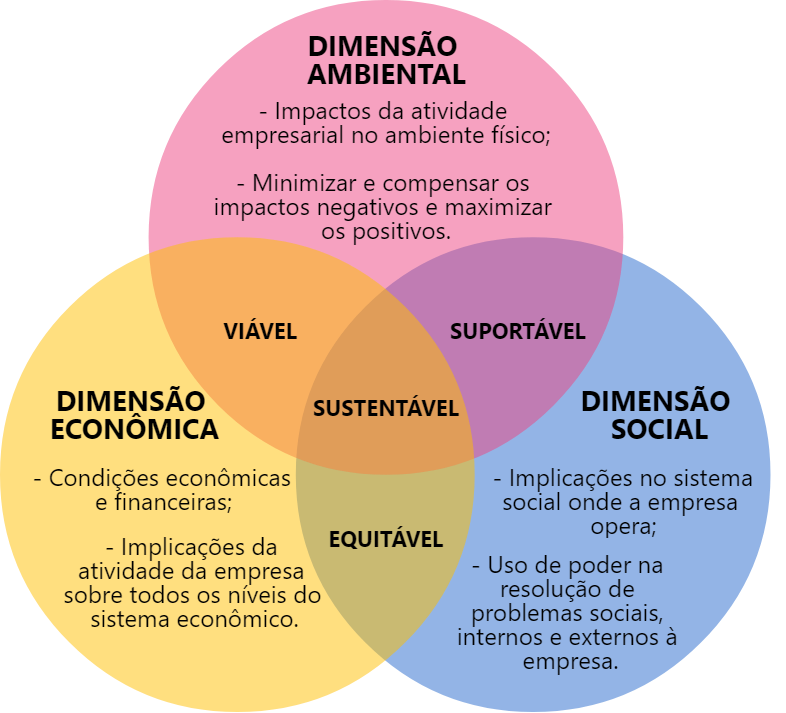 DIMENSÃO
AMBIENTAL
- Impactos da atividade
empresarial no ambiente físico;
- Minimizar e compensar os
impactos negativos e maximizar
os positivos.
VIÁVEL
SUPORTÁVEL
SUSTENTÁVEL
EQUITÁVEL
DIMENSÃO
ECONÔMICA
- Condições econômicas
e financeiras;
- Implicações da
atividade da empresa
sobre todos os níveis do
sistema econômico.
DIMENSÃO
SOCIAL
- Implicações no sistema
social onde a empresa
opera;
- Uso de poder na
resolução de
problemas sociais,
internos e externos à
empresa.